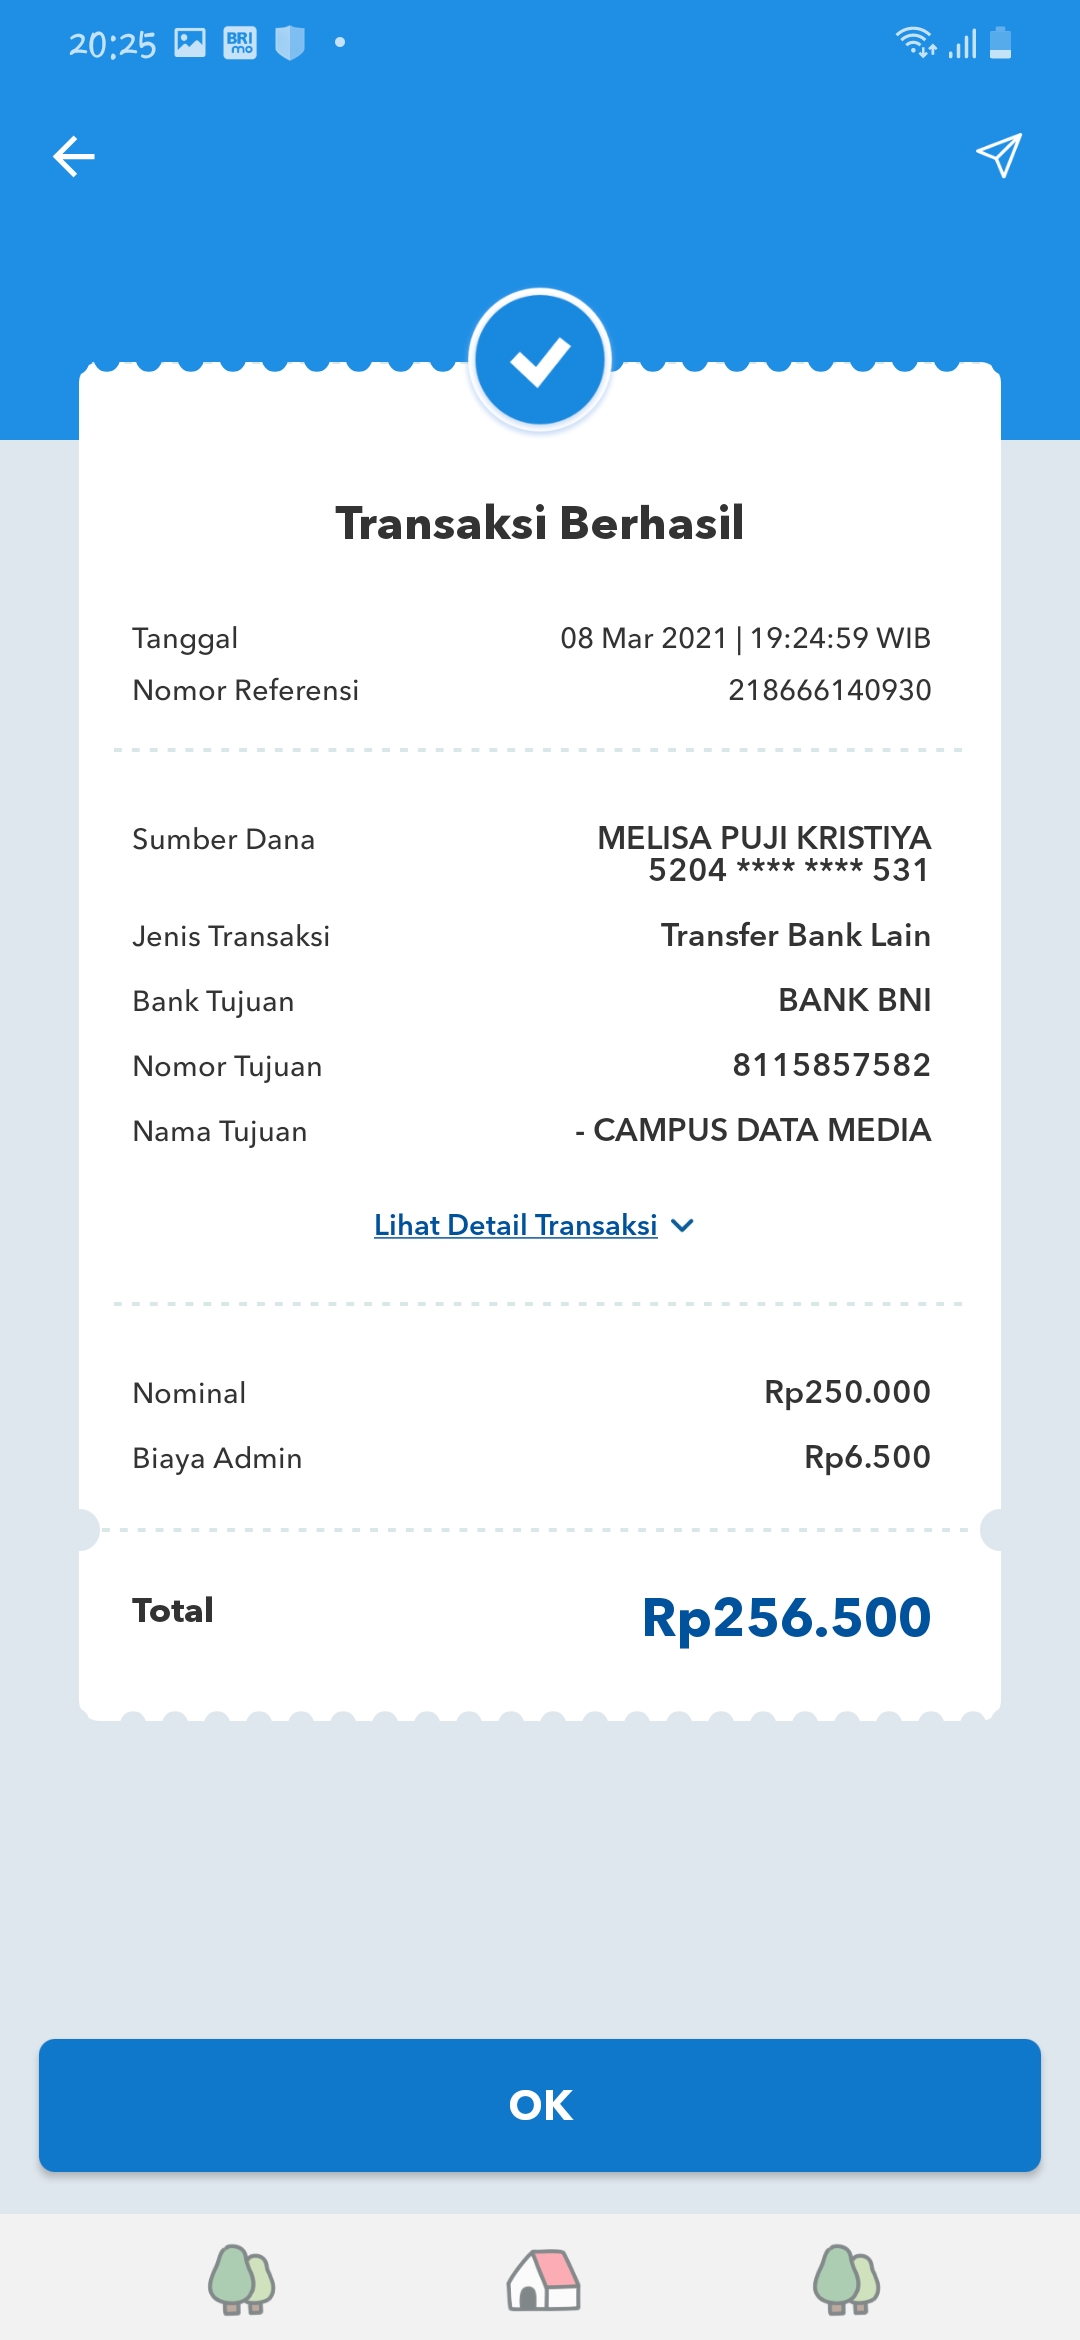 20:25 BRI mo
Transaksi Berhasil
Tanggal 08 Mar 2021 | 19:24:59 WIB
Nomor Referensi 218666140930
Sumber Dana MELISA PUJI KRISTIYA
5204 **** **** 531
Jenis Transaksi Transfer Bank Lain
Bank Tujuan BANK BNI
Nomor Tujuan 8115857582
Nama Tujuan - CAMPUS DATA MEDIA
Lihat Detail Transaksi
Nominal Rp250.000
Biaya Admin Rp6.500
Total Rp256.500
OK